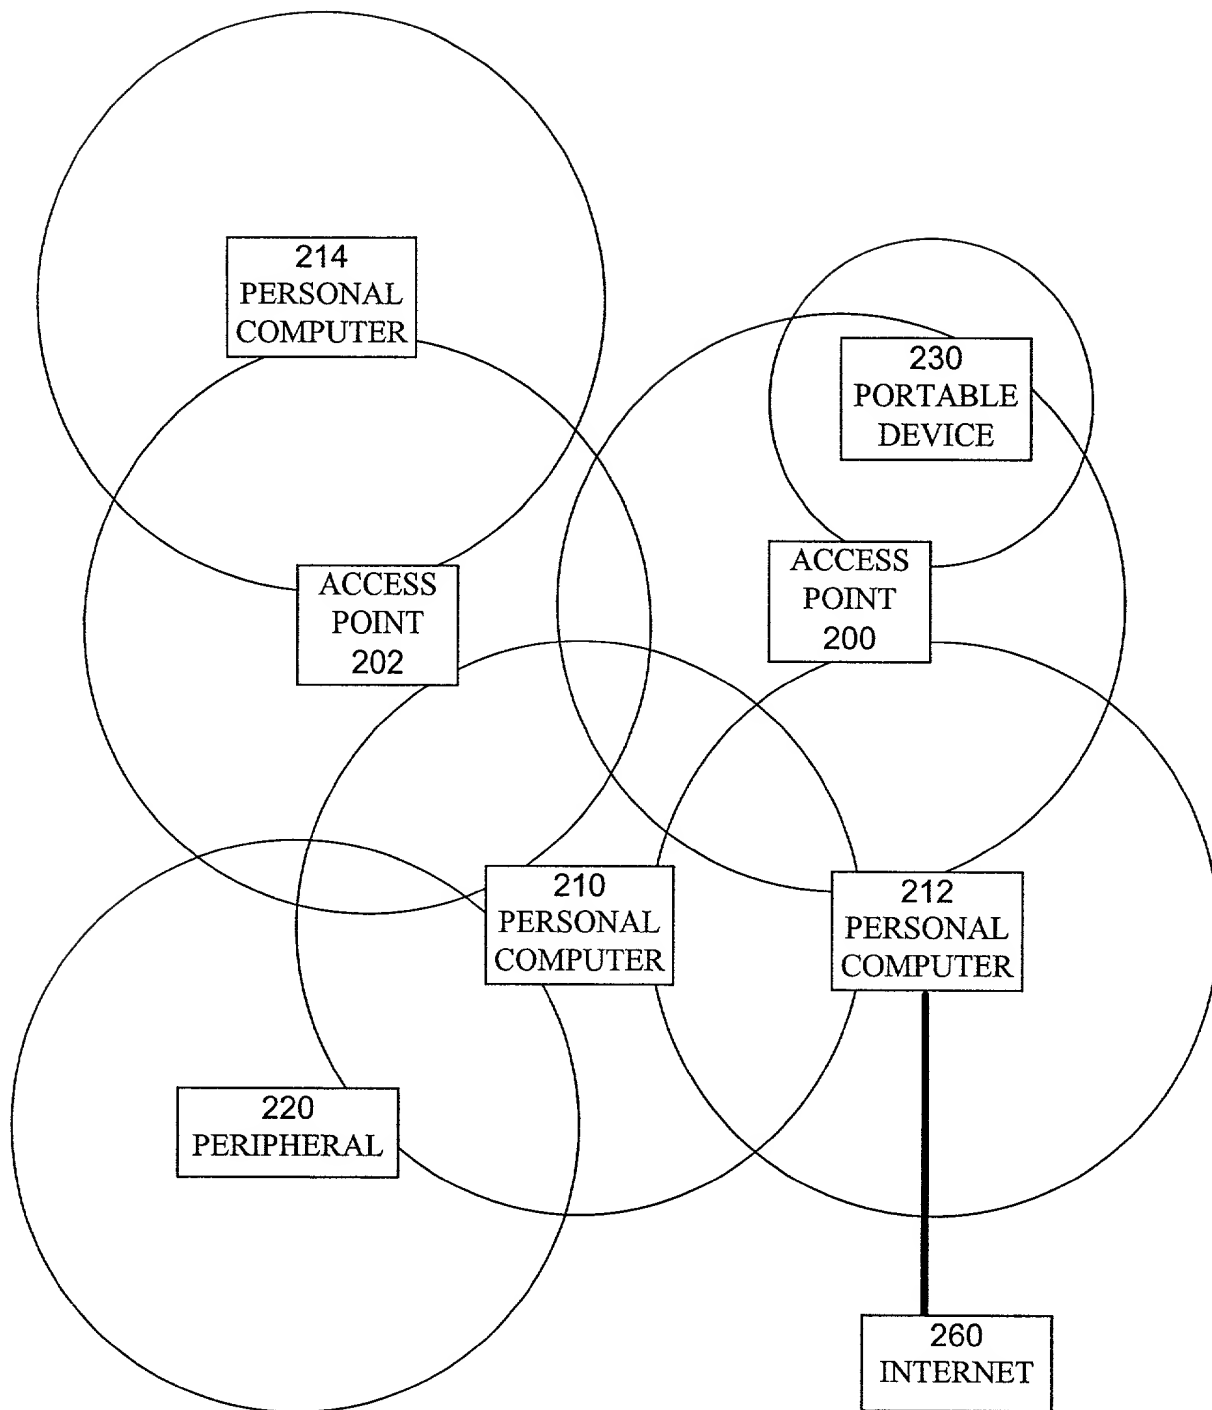 214
PERSONAL
COMPUTER
230
PORTABLE
DEVICE
ACCESS
POINT
202
ACCESS
POINT
200
210
PERSONAL
COMPUTER
212
PERSONAL
COMPUTER
220
PERIPHERAL
260
INTERNET